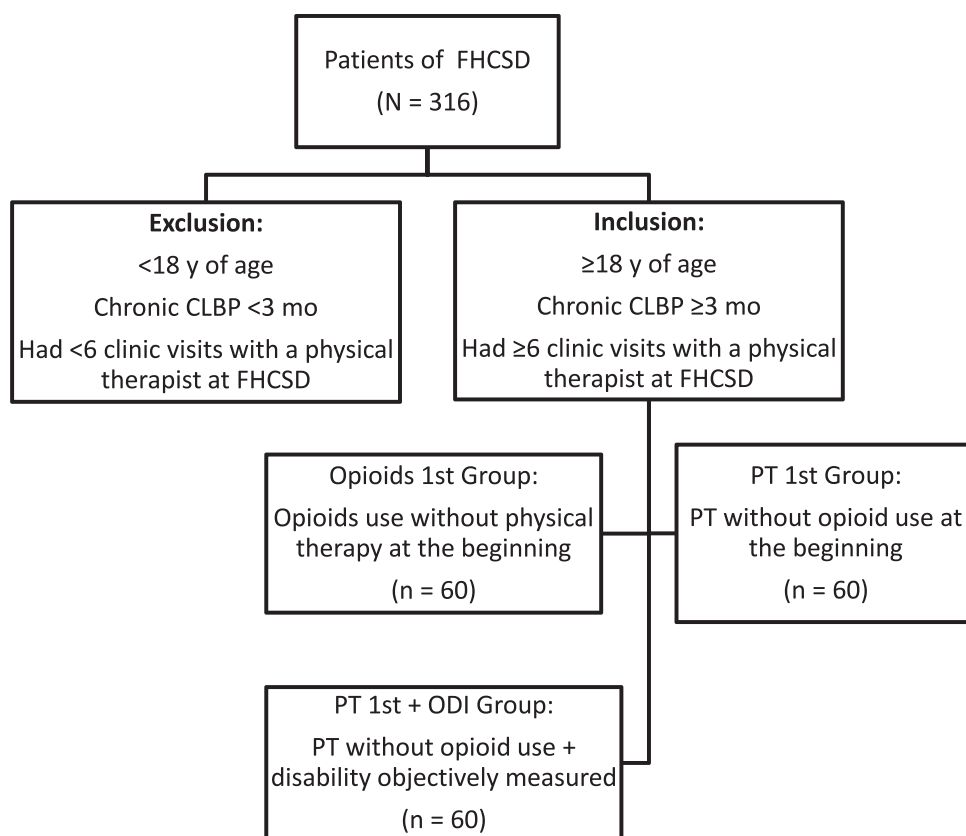 Patients of FHCSD
(N = 316)
Exclusion:
<18 y of age
Chronic CLBP <3 mo
Had <6 clinic visits with a physical
therapist at FHCSD
Inclusion:
≥18 y of age
Chronic CLBP ≥3 mo
Had ≥6 clinic visits with a physical
therapist at FHCSD
Opioids 1st Group:
Opioids use without physical
therapy at the beginning
(n = 60)
PT 1st Group:
PT without opioid use at
the beginning
(n = 60)
PT 1st + ODI Group:
PT without opioid use +
disability objectively measured
(n = 60)